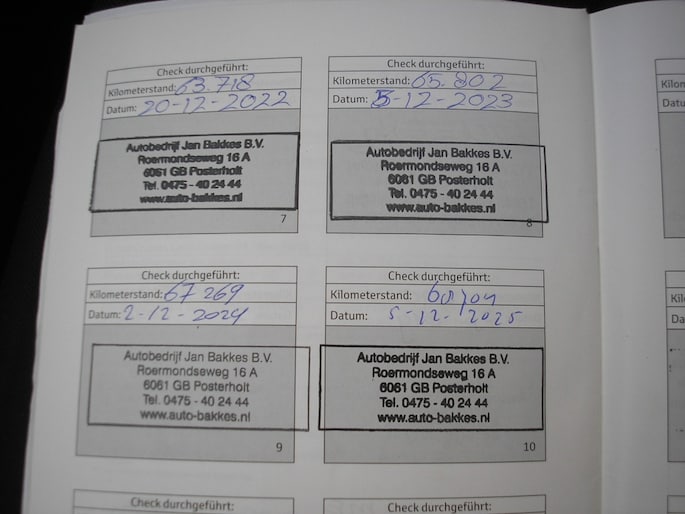 Check durchgeführt:
Kilometerstand: 63.718
Datum: 20-12-2022
Autobedrijf Jan Bakkes B.V.
Roermondseweg 16 A
6061 GB Posterholt
Tel. 0475 - 40 24 44
www.auto-bakkes.nl
7
Check durchgeführt:
Kilometerstand: 65.802
Datum: 5-12-2023
Autobedrijf Jan Bakkes B.V.
Roermondseweg 16 A
6061 GB Posterholt
Tel. 0475 - 40 24 44
www.auto-bakkes.nl
8
Check durchgeführt:
Kilometerstand: 67 269
Datum: 2-12-2024
Autobedrijf Jan Bakkes B.V.
Roermondseweg 16 A
6061 GB Posterholt
Tel. 0475 - 40 24 44
www.auto-bakkes.nl
9
Check durchgeführt:
Kilometerstand:
Datum: 5-12-2025
Autobedrijf Jan Bakkes B.V.
Roermondseweg 16 A
6061 GB Posterholt
Tel. 0475 - 40 24 44
www.auto-bakkes.nl
10
Check durchgeführt:
Check durchgeführt:
Kilo
Datu
Kil
Da